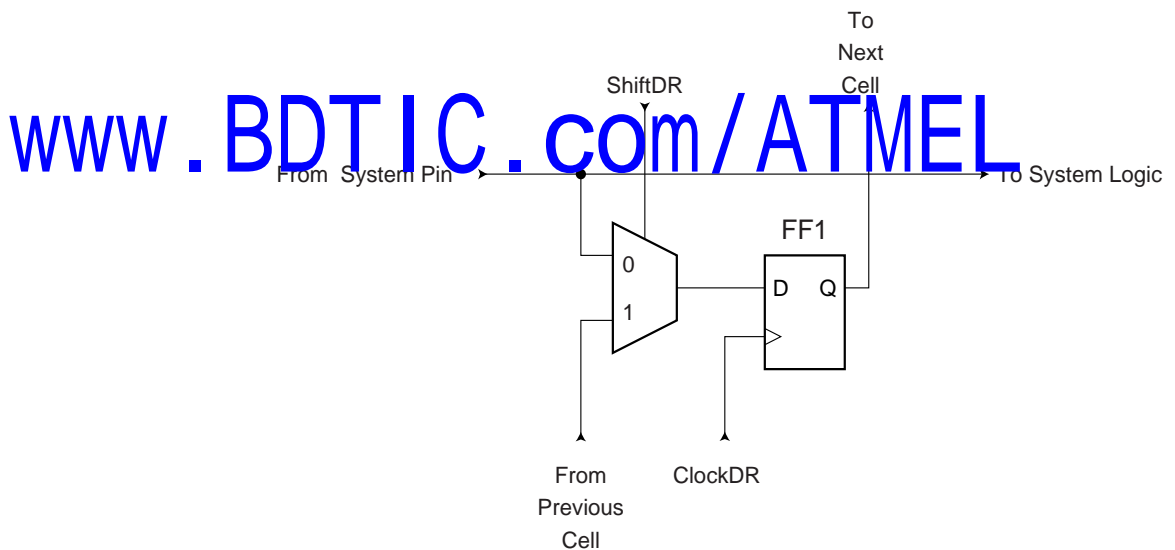 To
Next
Cell
ShiftDR
www.BDTIC.com/ATMEL
From System Pin
To System Logic
FF1
0
D Q
1
From
Previous
Cell
ClockDR